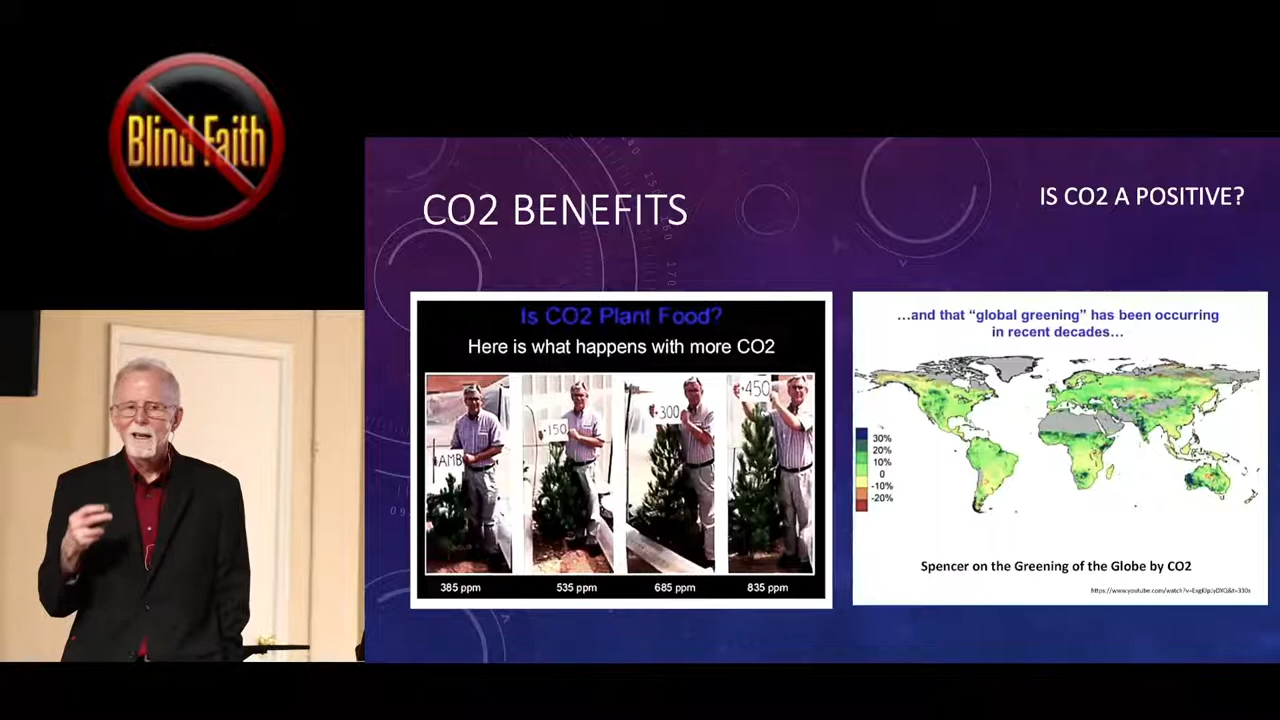 Blind Faith
CO2 BENEFITS
IS CO2 A POSITIVE?
Is CO2 Plant Food?
Here is what happens with more CO2
AMB
+150
+300
+450
385 ppm
535 ppm
685 ppm
835 ppm
…and that “global greening” has been occurring
in recent decades…
30%
20%
10%
0
-10%
-20%
Spencer on the Greening of the Globe by CO2